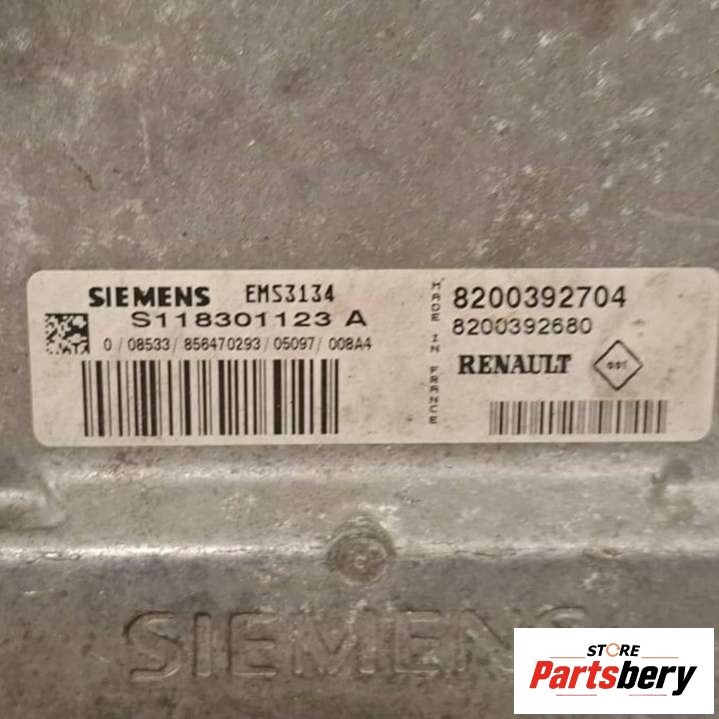 SIEMENS EMS3134
S118301123 A
0 / 08533 / 856470293 / 05097 / 008A4
MADE IN FRANCE
8200392704
8200392680
RENAULT
SIEMENS
STORE
Partsbery